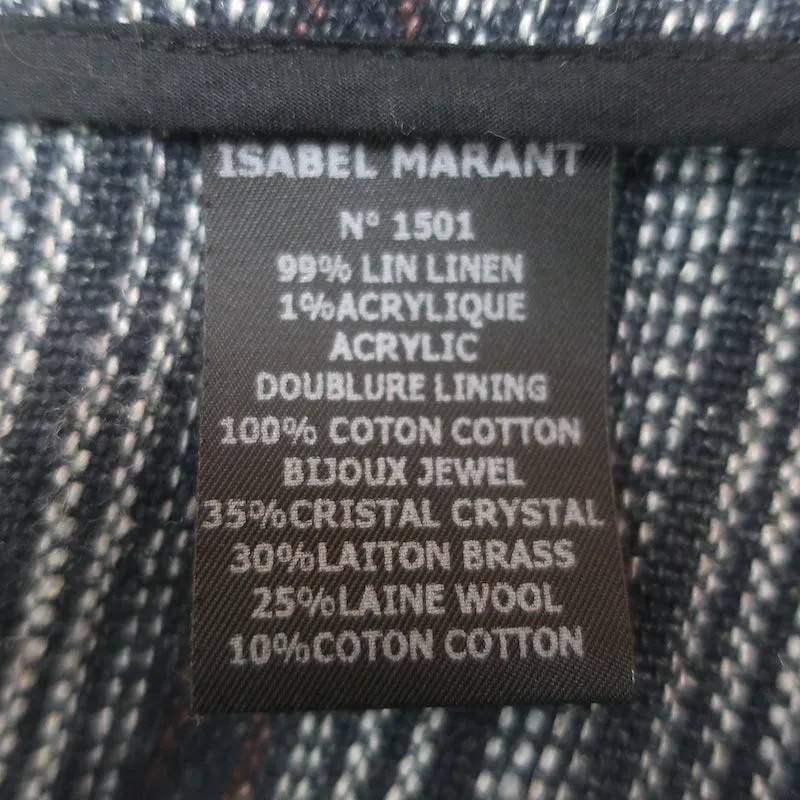 ISABEL MARANT
N° 1501
99% LIN LINEN
1%ACRYLIQUE
ACRYLIC
DOUBLURE LINING
100% COTON COTTON
BIJOUX JEWEL
35%CRISTAL CRYSTAL
30%LAITON BRASS
25%LAINE WOOL
10%COTON COTTON